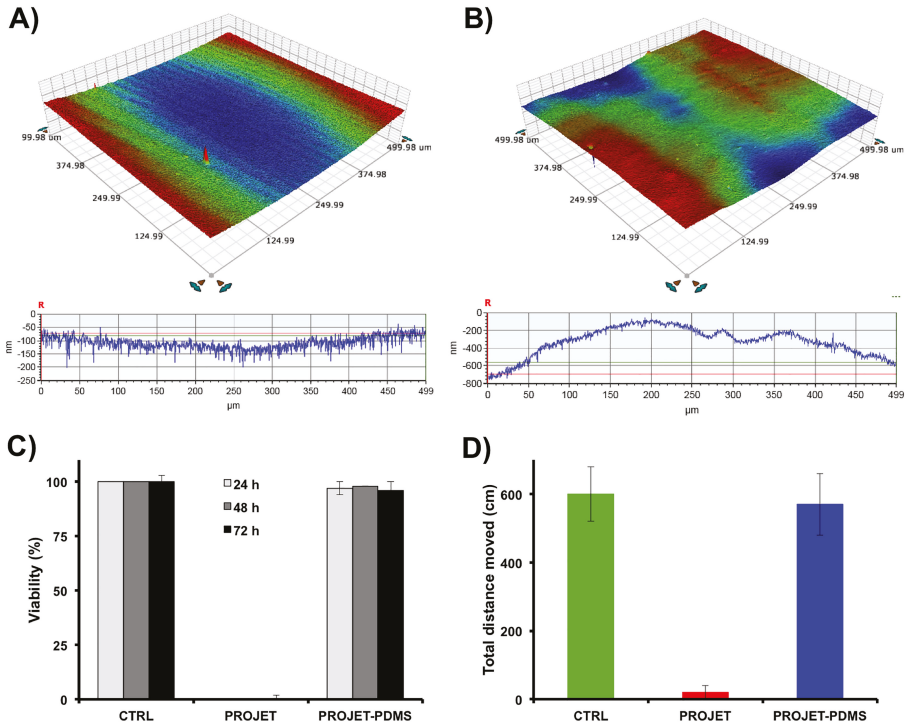 A)
B)
99.98 um
374.98
249.99
124.99
499.98 um
374.98
249.99
124.99
499.98 um
374.98
249.99
124.99
499.98 um
374.98
249.99
124.99
R
0
-50
-100
-150
-200
-250
nm
0 50 100 150 200 250 300 350 400 450 499
µm
R
0
-200
-400
-600
-800
nm
0 50 100 150 200 250 300 350 400 450 499
µm
C)
100
75
50
25
0
Viability (%)
24 h
48 h
72 h
CTRL PROJET PROJET-PDMS
D)
600
400
200
0
Total distance moved (cm)
CTRL PROJET PROJET-PDMS